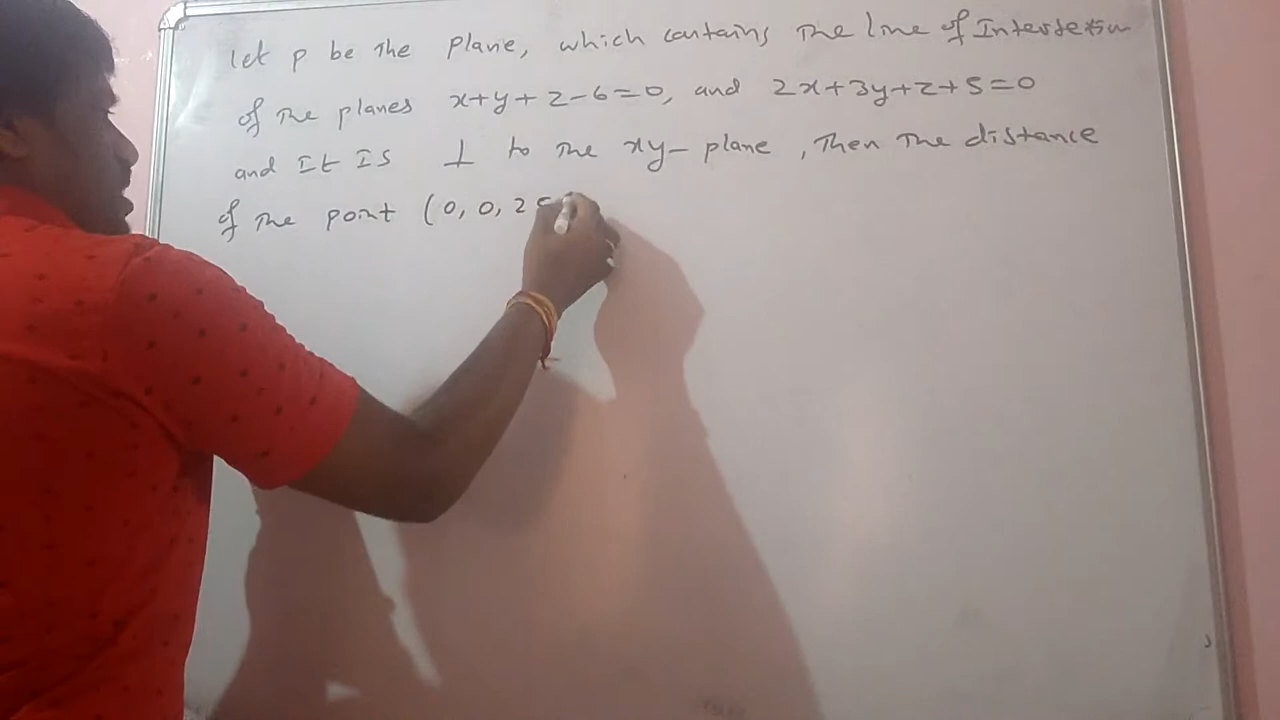 Let P be the plane, which contains the line of Intersection
of the planes x+y+z-6=0, and 2x+3y+z+5=0
and It IS ⊥ to the xy-plane, Then The distance
of the point (0, 0, 2